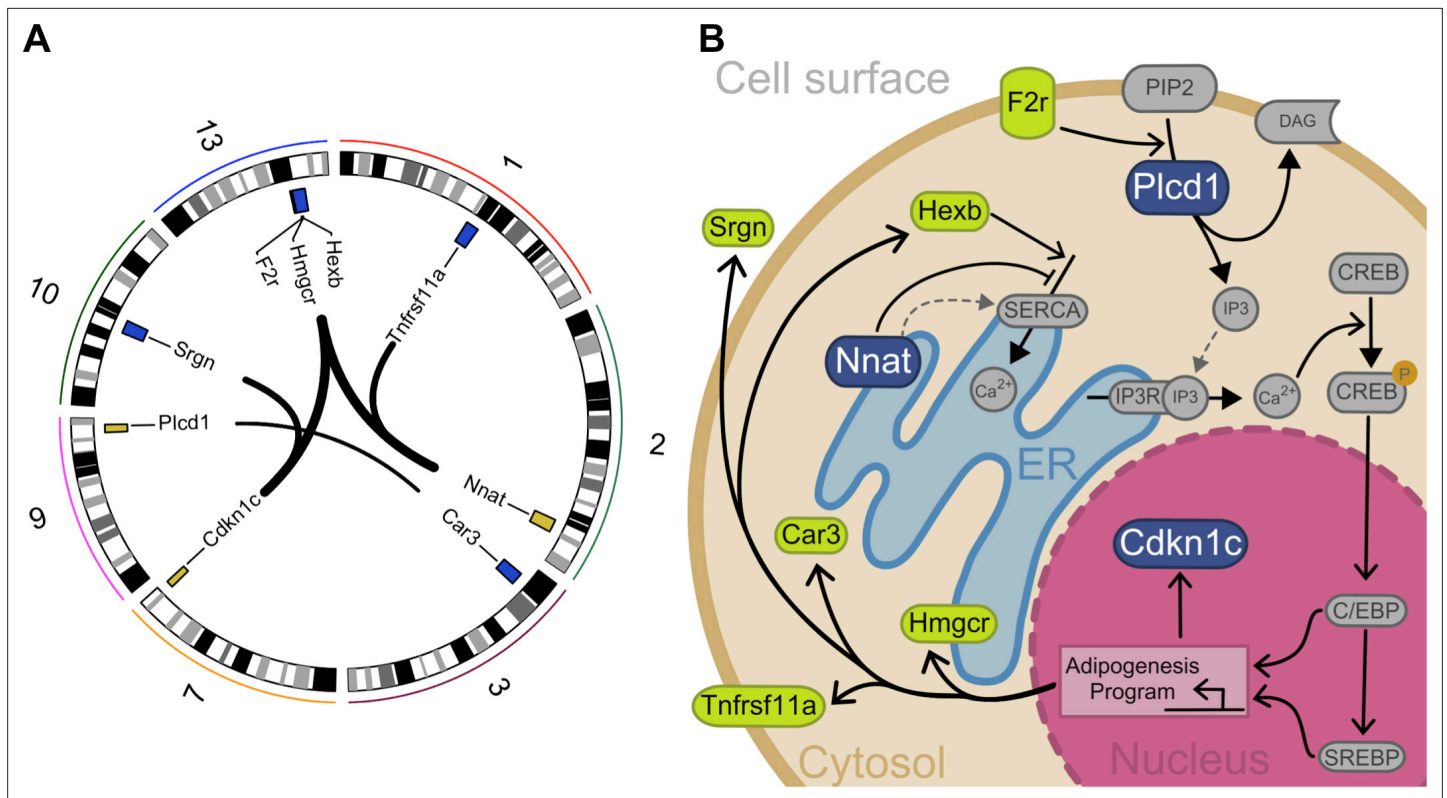 A
13
1
10
2
9
7
3
F2r
Hmgcr
Hexb
Tnfrsf11a
Srgn
Plcd1
Cdkn1c
Nnat
Car3
B
Cell surface
F2r
PIP2
DAG
Plcd1
Srgn
Hexb
CREB
IP3
SERCA
Nnat
Ca²⁺
IP3R
IP3
Ca²⁺
CREB
P
ER
Car3
Cdkn1c
Hmgcr
C/EBP
Adipogenesis
Program
Tnfrsf11a
SREBP
Cytosol
Nucleus